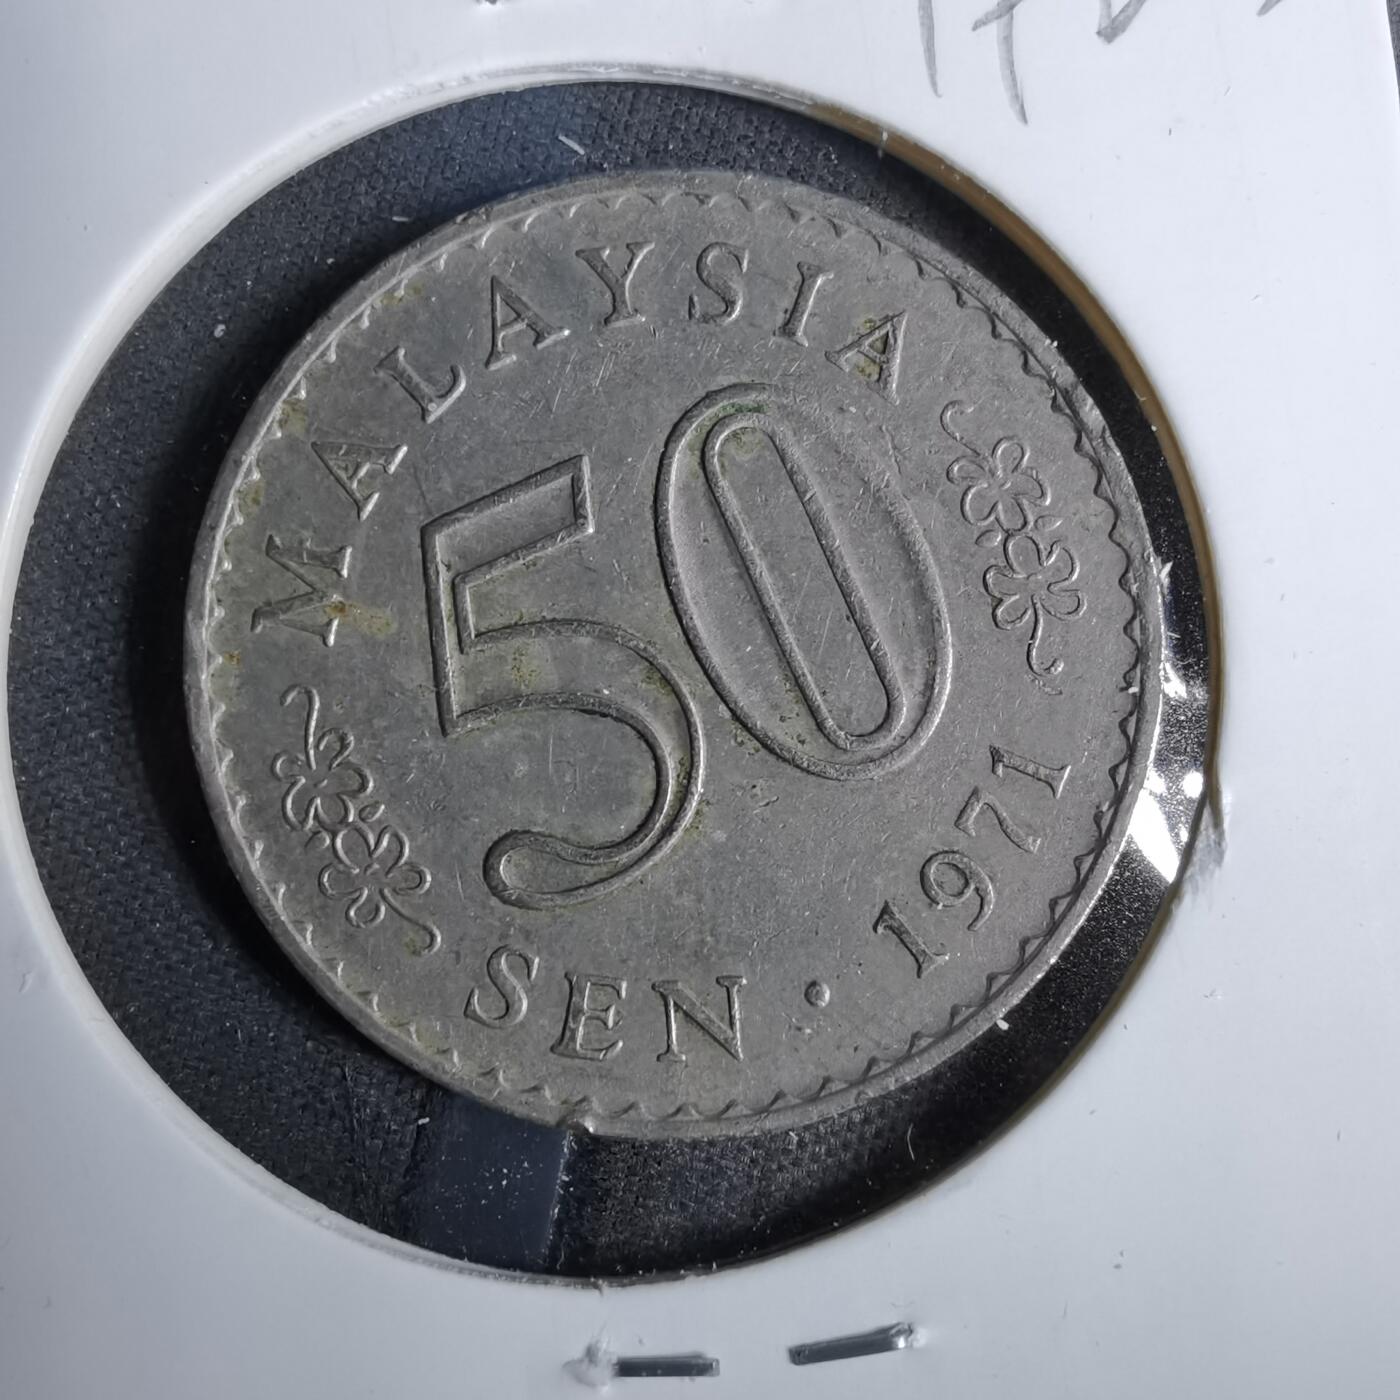 MALAYSIA
50
SEN · 1971